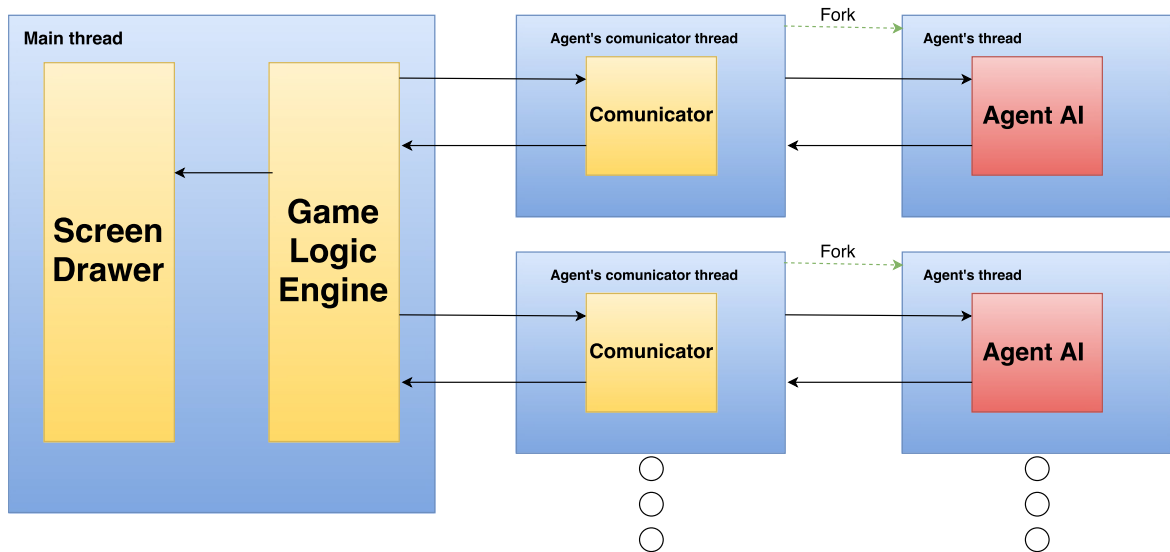 Main thread
Screen
Drawer
Game
Logic
Engine
Agent's comunicator thread
Comunicator
Fork
Agent's thread
Agent AI
Agent's comunicator thread
Comunicator
Fork
Agent's thread
Agent AI